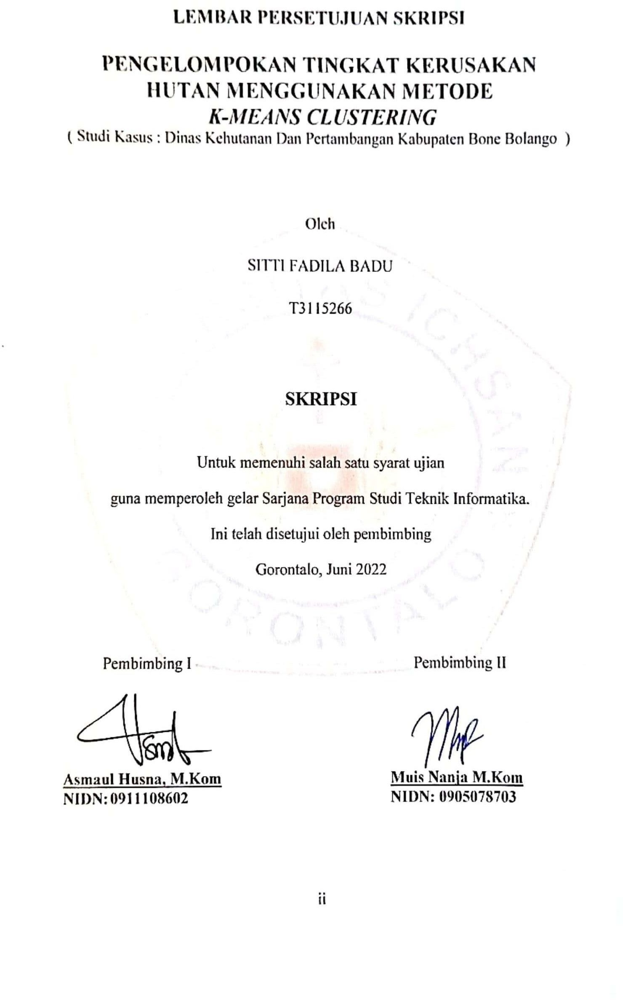 LEMBAR PERSETUJUAN SKRIPSI
PENGELOMPOKAN TINGKAT KERUSAKAN
HUTAN MENGGUNAKAN METODE
K-MEANS CLUSTERING
( Studi Kasus : Dinas Kehutanan Dan Pertambangan Kabupaten Bone Bolango )
Oleh
SITTI FADILA BADU
T3115266
SKRIPSI
Untuk memenuhi salah satu syarat ujian
guna memperoleh gelar Sarjana Program Studi Teknik Informatika.
Ini telah disetujui oleh pembimbing
Gorontalo, Juni 2022
ICHSAN
GORONTALO
Pembimbing I
Pembimbing II
Asmaul Husna, M.Kom
NIDN: 0911108602
Muis Nanja M.Kom
NIDN: 0905078703
ii